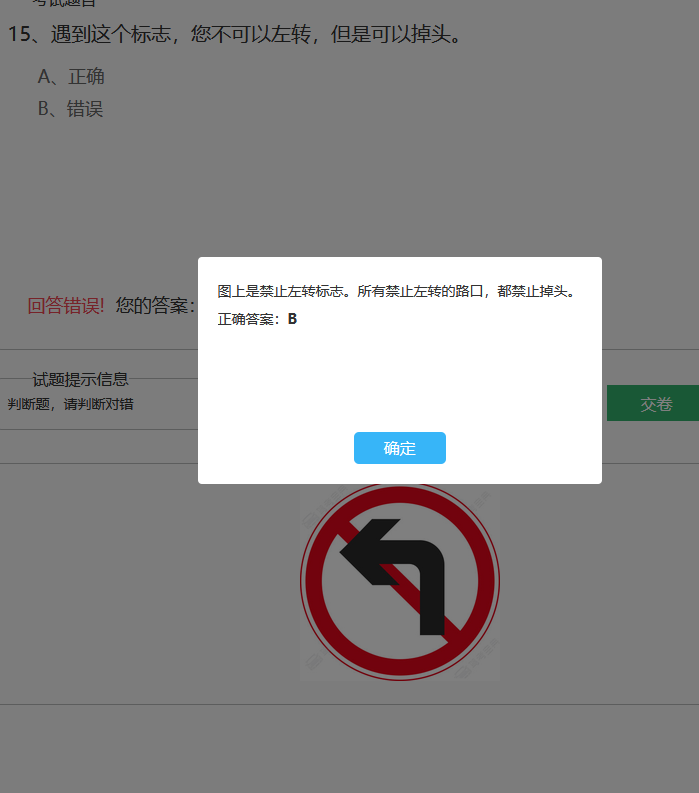 考试题目
15、遇到这个标志，您不可以左转，但是可以掉头。
A、正确
B、错误
图上是禁止左转标志。所有禁止左转的路口，都禁止掉头。
正确答案：B
回答错误! 您的答案：
试题提示信息
判断题，请判断对错
交卷
确定